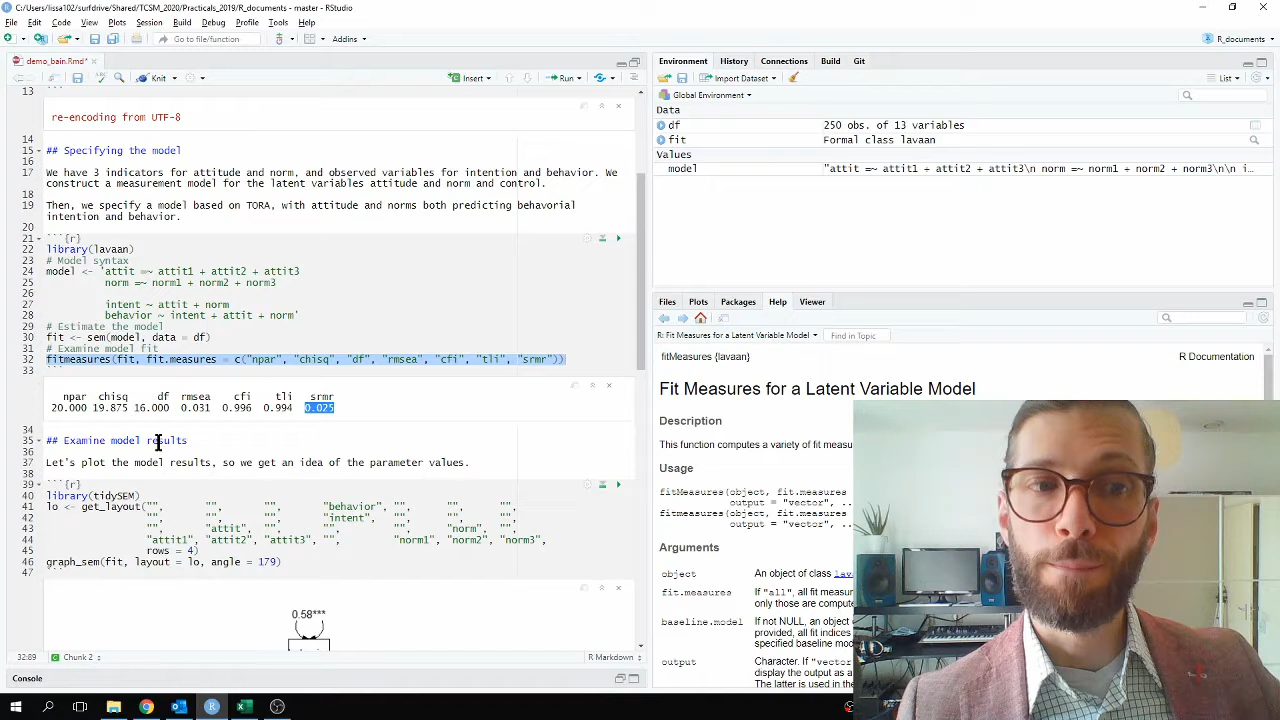 C:/Users/lissa102/surfdrive/Shared/TCSM_2020/Practicals_2019/R_documents - master - RStudio
File Edit Code View Plots Session Build Debug Profile Tools Help
Go to file/function
Addins
R_documents
demo_bain.Rmd*
Knit
Insert
Run
13 ```
re-encoding from UTF-8
14
15 ## Specifying the model
16
17 We have 3 indicators for attitude and norm, and observed variables for intention and behavior. We
construct a measurement model for the latent variables attitude and norm and control.
18
19 Then, we specify a model based on TORA, with attitude and norms both predicting behavorial
intention and behavior.
20
21 ```{r}
22 library(lavaan)
23 # Model syntax
24 model <- 'attit =~ attit1 + attit2 + attit3
25 norm =~ norm1 + norm2 + norm3
26
27 intent ~ attit + norm
28 behavior ~ intent + attit + norm'
29 # Estimate the model
30 fit <- sem(model, data = df)
31 # Examine model fit
32 fitmeasures(fit, fit.measures = c("npar", "chisq", "df", "rmsea", "cfi", "tli", "srmr"))
33 ```
npar chisq df rmsea cfi tli srmr
20.000 19.875 16.000 0.031 0.996 0.994 0.025
34
35 ## Examine model results
36
37 Let's plot the model results, so we get an idea of the parameter values.
38
39 ```{r}
40 library(tidySEM)
41 lo <- get_layout("", "", "", "behavior", "", "", "",
42 "", "", "", "intent", "", "", "",
43 "", "attit", "", "", "", "norm", "",
44 "attit1", "attit2", "attit3", "", "norm1", "norm2", "norm3",
45 rows = 4)
46 graph_sem(fit, layout = lo, angle = 179)
47 ```
0.58***
32:89
Chunk 2
R Markdown
Console
Environment History Connections Build Git
Import Dataset
List
Global Environment
Data
df 250 obs. of 13 variables
fit Formal class lavaan
Values
model "attit =~ attit1 + attit2 + attit3\n norm =~ norm1 + norm2 + norm3\n\n i…
Files Plots Packages Help Viewer
R: Fit Measures for a Latent Variable Model
Find in Topic
fitMeasures {lavaan}
R Documentation
Fit Measures for a Latent Variable Model
Description
This function computes a variety of fit measu
Usage
fitMeasures(object, fit.measures
output = "vector", ..
fitmeasures(object, fit.measures
output = "vector", ..
Arguments
object An object of class lav
fit.measures If "all", all fit measu
only those are compute
baseline.model If not NULL, an object
provided, all fit indices
specified baseline mod
output Character. If "vector
display the output as a
The latter is used in the